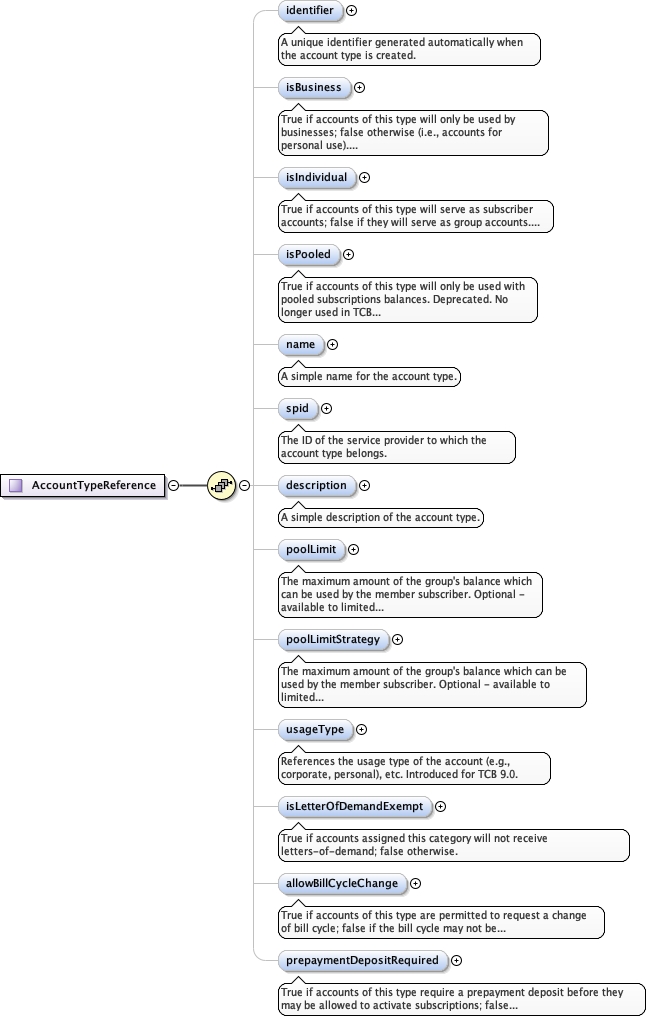 identifier
A unique identifier generated automatically when
the account type is created.
isBusiness
True if accounts of this type will only be used by
businesses; false otherwise (i.e., accounts for
personal use)....
isIndividual
True if accounts of this type will serve as subscriber
accounts; false if they will serve as group accounts....
isPooled
True if accounts of this type will only be used with
pooled subscriptions balances. Deprecated. No
longer used in TCB...
name
A simple name for the account type.
spid
The ID of the service provider to which the
account type belongs.
AccountTypeReference
description
A simple description of the account type.
poolLimit
The maximum amount of the group's balance which
can be used by the member subscriber. Optional -
available to limited...
poolLimitStrategy
The maximum amount of the group's balance which can be
used by the member subscriber. Optional - available to
limited...
usageType
References the usage type of the account (e.g.,
corporate, personal), etc. Introduced for TCB 9.0.
isLetterOfDemandExempt
True if accounts assigned this category will not receive
letters-of-demand; false otherwise.
allowBillCycleChange
True if accounts of this type are permitted to request a change
of bill cycle; false if the bill cycle may not be...
prepaymentDepositRequired
True if accounts of this type require a prepayment deposit before they
may be allowed to activate subscriptions; false...